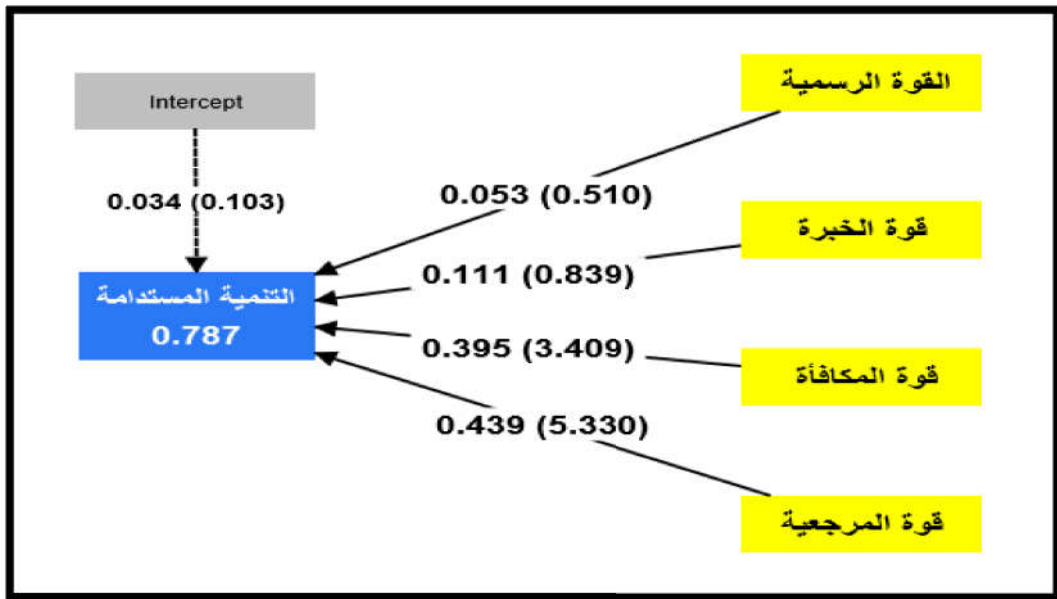 Intercept
0.034 (0.103)
التنمية المستدامة
0.787
القوة الرسمية
0.053 (0.510)
قوة الخبرة
0.111 (0.839)
قوة المكافأة
0.395 (3.409)
قوة المرجعية
0.439 (5.330)